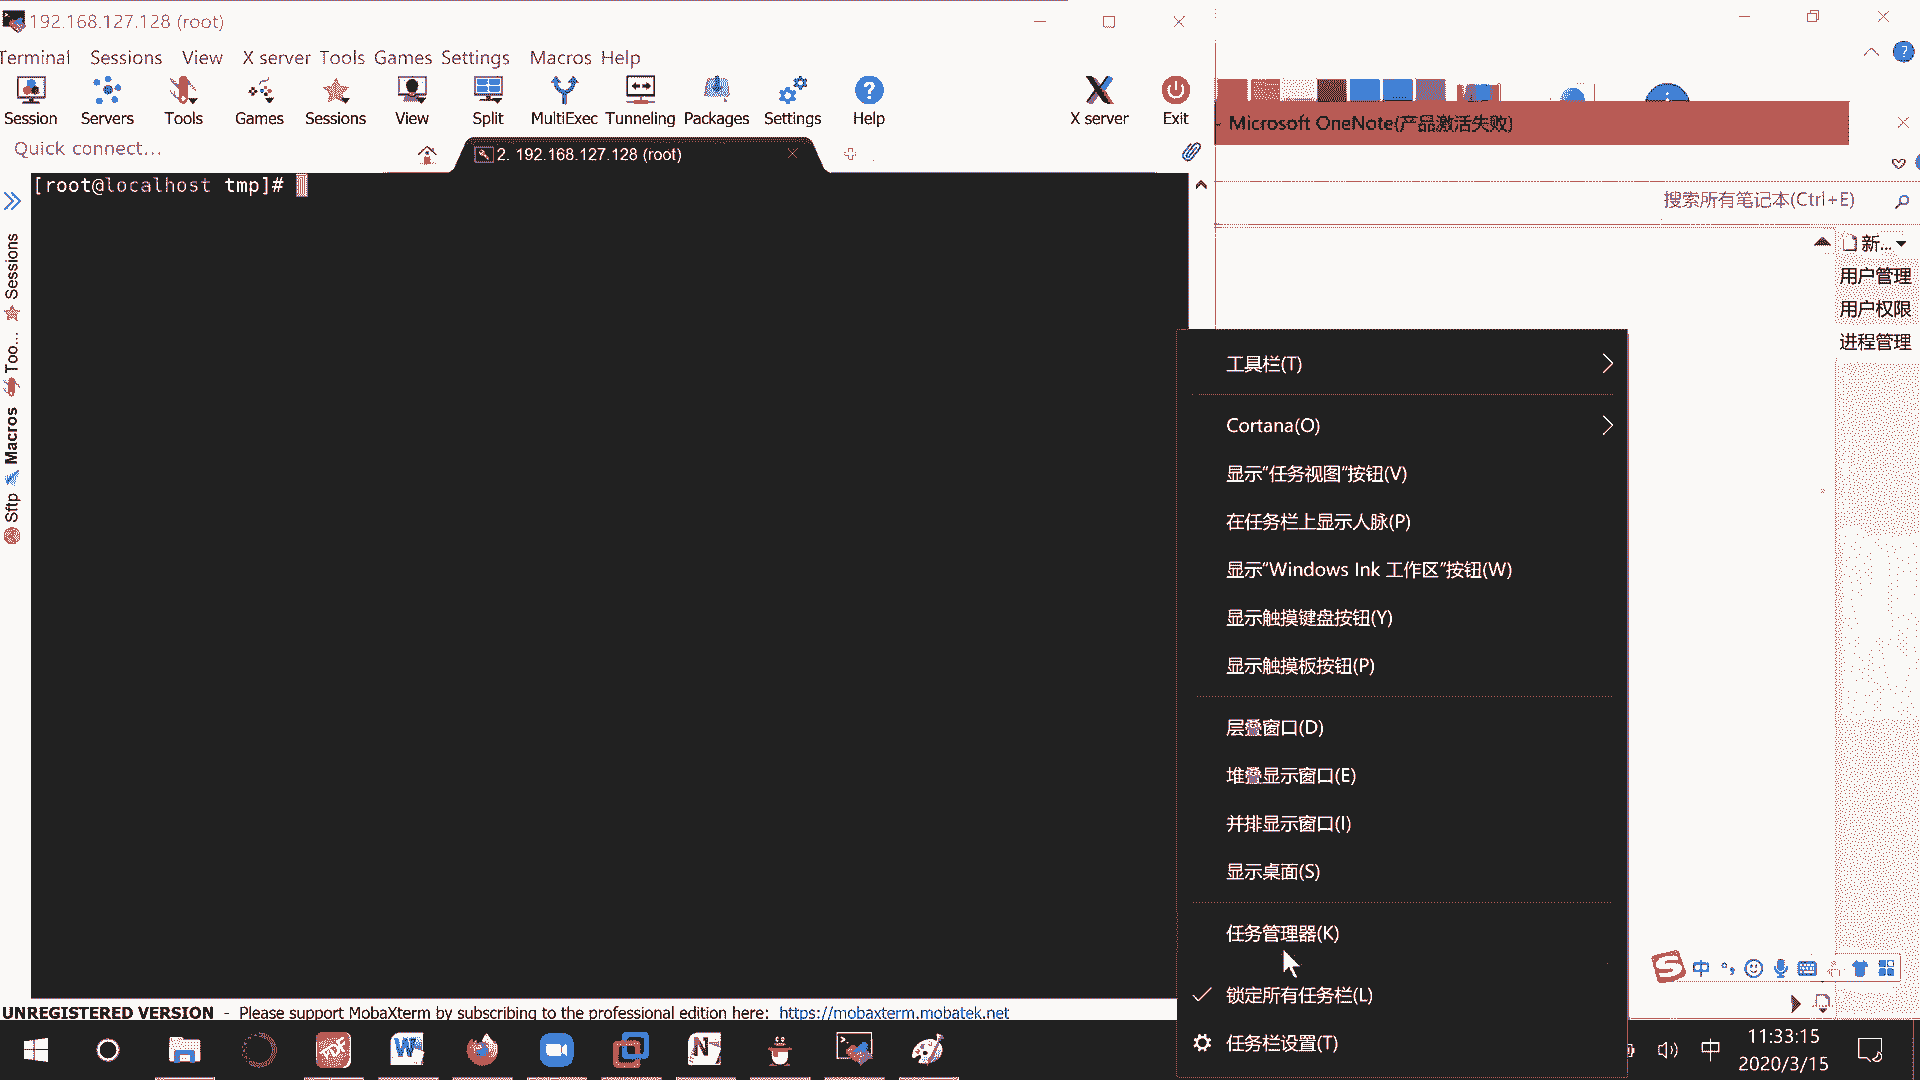 192.168.127.128 (root)
Terminal Sessions View X server Tools Games Settings Macros Help
Session Servers Tools Games Sessions View Split MultiExec Tunneling Packages Settings Help X server Exit
Microsoft OneNote(产品激活失败)
Quick connect...
2. 192.168.127.128 (root)
[root@localhost tmp]#
搜索所有笔记本(Ctrl+E)
新...
用户管理
用户权限
进程管理
Sessions
Too...
Macros
Sftp
工具栏(T)
Cortana(O)
显示“任务视图”按钮(V)
在任务栏上显示人脉(P)
显示“Windows Ink 工作区”按钮(W)
显示触摸键盘按钮(Y)
显示触摸板按钮(P)
层叠窗口(D)
堆叠显示窗口(E)
并排显示窗口(I)
显示桌面(S)
任务管理器(K)
锁定所有任务栏(L)
任务栏设置(T)
中
UNREGISTERED VERSION - Please support MobaXterm by subscribing to the professional edition here: https://mobaxterm.mobatek.net
中
11:33:15
2020/3/15